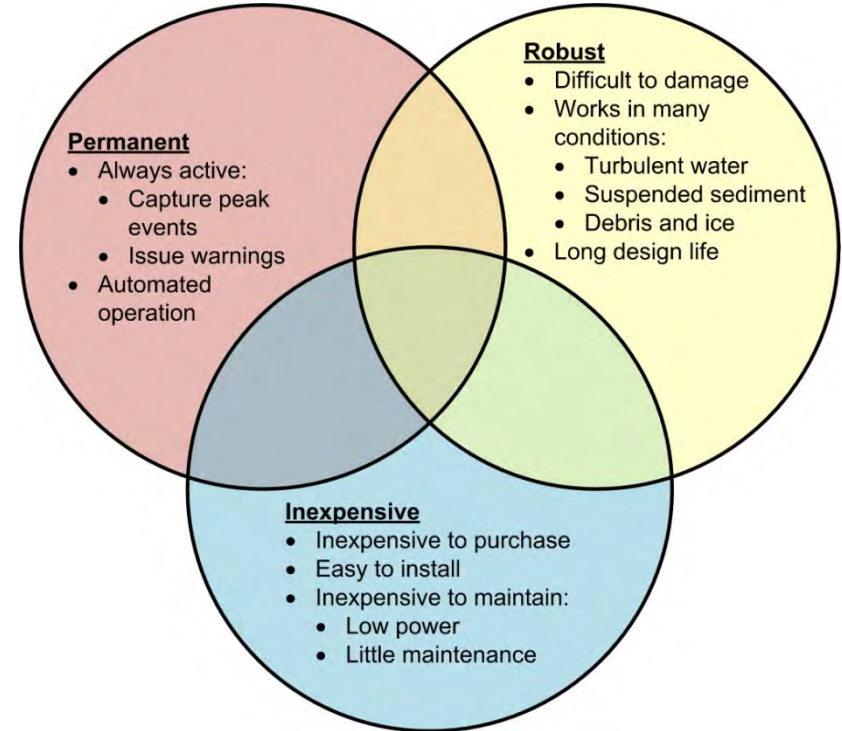 Permanent
• Always active:
• Capture peak
events
• Issue warnings
• Automated
operation
Robust
• Difficult to damage
• Works in many
conditions:
• Turbulent water
• Suspended sediment
• Debris and ice
• Long design life
Inexpensive
• Inexpensive to purchase
• Easy to install
• Inexpensive to maintain:
• Low power
• Little maintenance